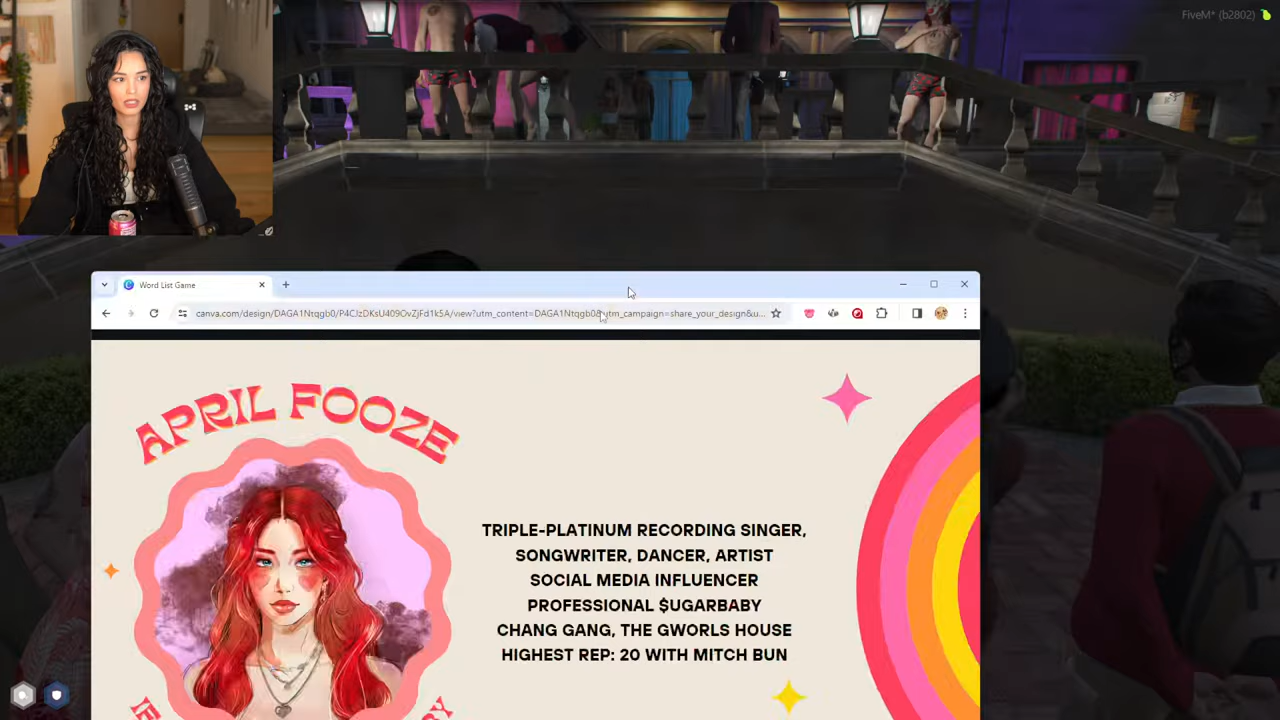 FiveM* (b2802)
Word List Game
canva.com/design/DAGA1Ntqgb0/P4CJzDKsU409OvZjFd1k5A/view?utm_content=DAGA1Ntqgb0&utm_campaign=share_your_design&u...
APRIL FOOZE
TRIPLE-PLATINUM RECORDING SINGER,
SONGWRITER, DANCER, ARTIST
SOCIAL MEDIA INFLUENCER
PROFESSIONAL $UGARBABY
CHANG GANG, THE GWORLS HOUSE
HIGHEST REP: 20 WITH MITCH BUN